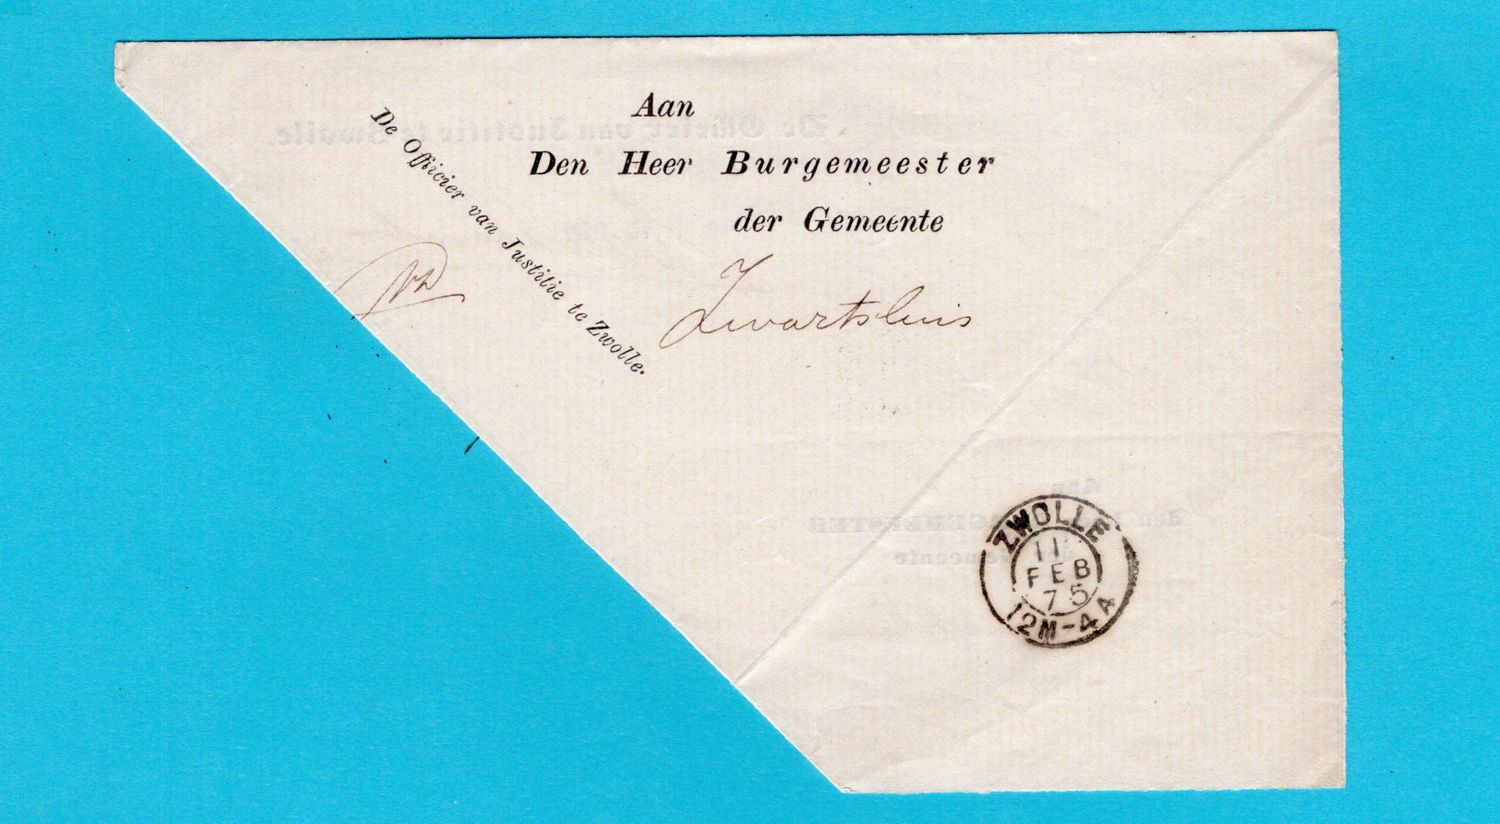 Aan
Den Heer Burgemeester
der Gemeente
Zwartsluis
De Officier van Justitie te Zwolle.
ZWOLLE
11
FEB
75
12M-4A